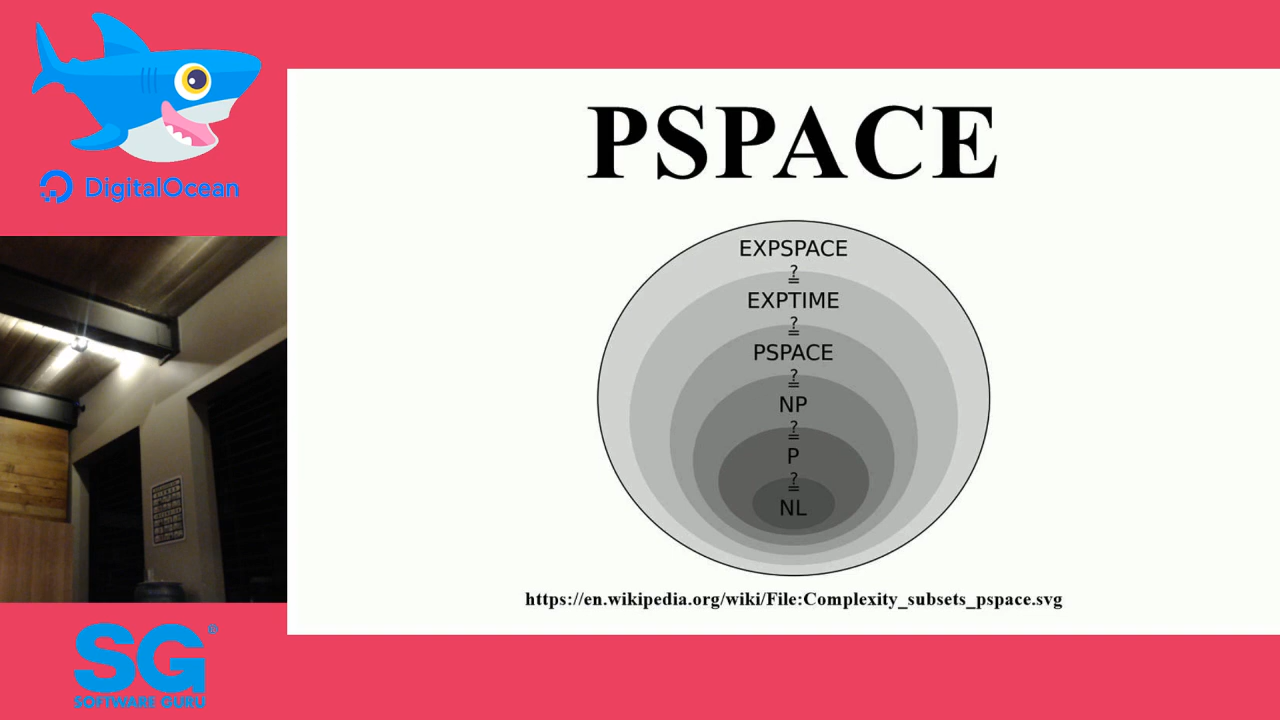 DigitalOcean
PSPACE
EXPSPACE
?
=
EXPTIME
?
=
PSPACE
?
=
NP
?
=
P
?
=
NL
https://en.wikipedia.org/wiki/File:Complexity_subsets_pspace.svg
SG®
SOFTWARE GURU